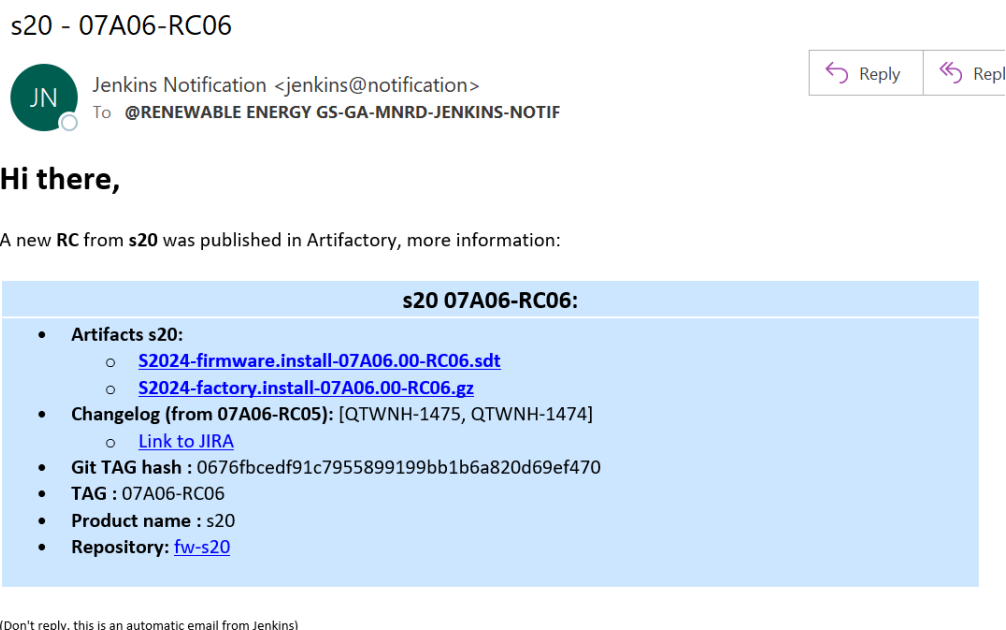 s20 - 07A06-RC06
JN
Jenkins Notification <jenkins@notification>
To @RENEWABLE ENERGY GS-GA-MNRD-JENKINS-NOTIF
Reply
Repl
Hi there,
A new RC from s20 was published in Artifactory, more information:
s20 07A06-RC06:
• Artifacts s20:
o S2024-firmware.install-07A06.00-RC06.sdt
o S2024-factory.install-07A06.00-RC06.gz
• Changelog (from 07A06-RC05): [QTWNH-1475, QTWNH-1474]
o Link to JIRA
• Git TAG hash : 0676fbcedf91c7955899199bb1b6a820d69ef470
• TAG : 07A06-RC06
• Product name : s20
• Repository: fw-s20
(Don't reply, this is an automatic email from Jenkins)